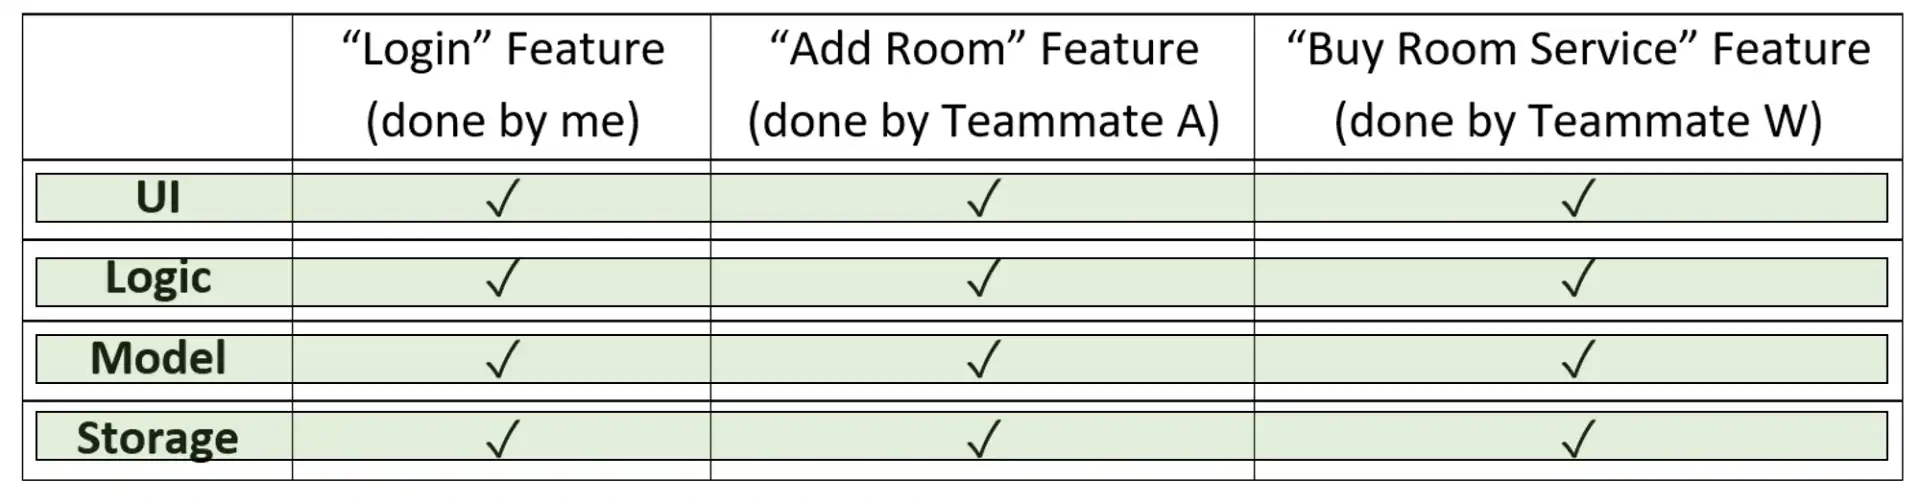 “Login” Feature “Add Room” Feature “Buy Room Service” Feature
(done by me) (done by Teammate A) (done by Teammate W)
UI ✓ ✓ ✓
Logic ✓ ✓ ✓
Model ✓ ✓ ✓
Storage ✓ ✓ ✓